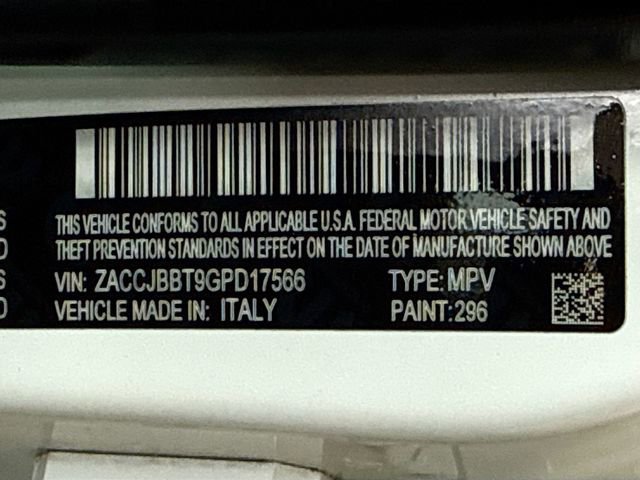 THIS VEHICLE CONFORMS TO ALL APPLICABLE U.S.A. FEDERAL MOTOR VEHICLE SAFETY AND
THEFT PREVENTION STANDARDS IN EFFECT ON THE DATE OF MANUFACTURE SHOWN ABOVE
VIN: ZACCJBBT9GPD17566 TYPE: MPV
VEHICLE MADE IN: ITALY PAINT: 296